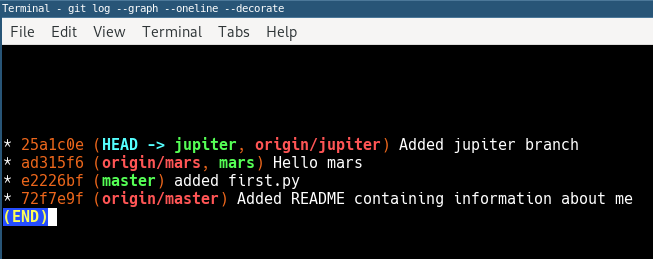 Terminal - git log --graph --oneline --decorate
File Edit View Terminal Tabs Help
* 25a1c0e (HEAD -> jupiter, origin/jupiter) Added jupiter branch
* ad315f6 (origin/mars, mars) Hello mars
* e2226bf (master) added first.py
* 72f7e9f (origin/master) Added README containing information about me
(END)